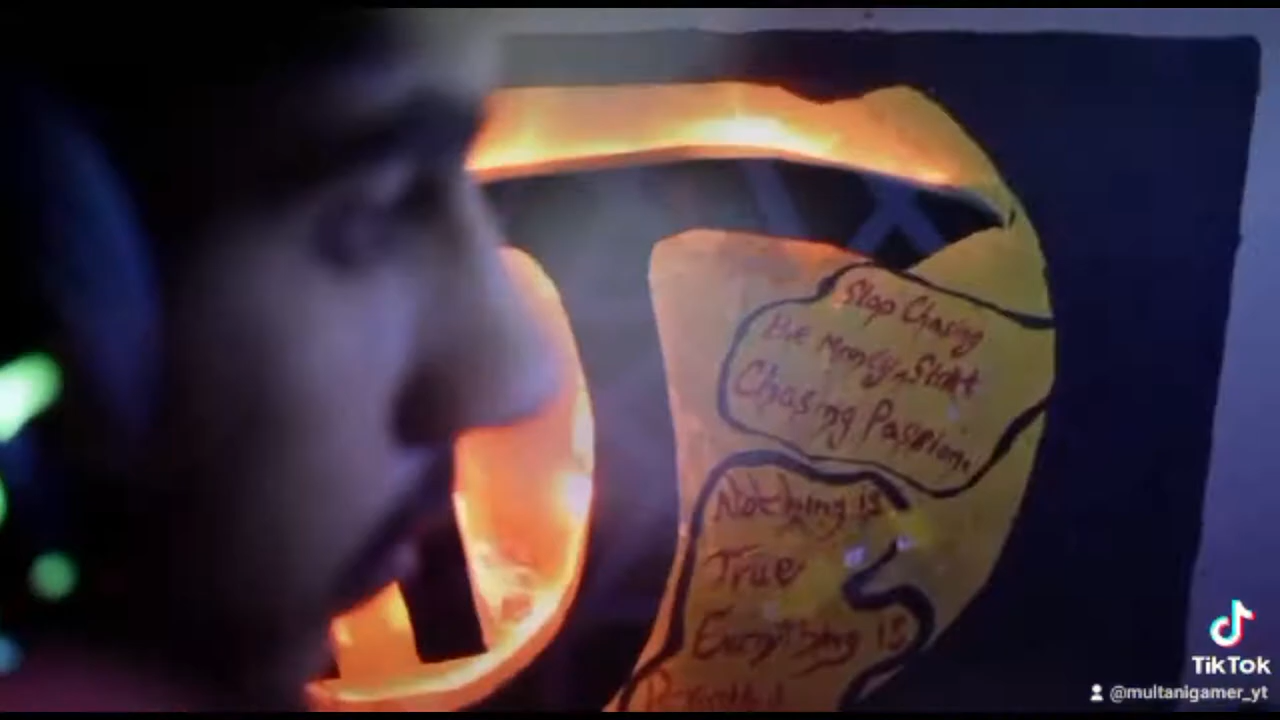 Stop Chasing
the Money, Start
Chasing Passion.
Nothing is
True
Everything is
TikTok
@multanigamer_yt